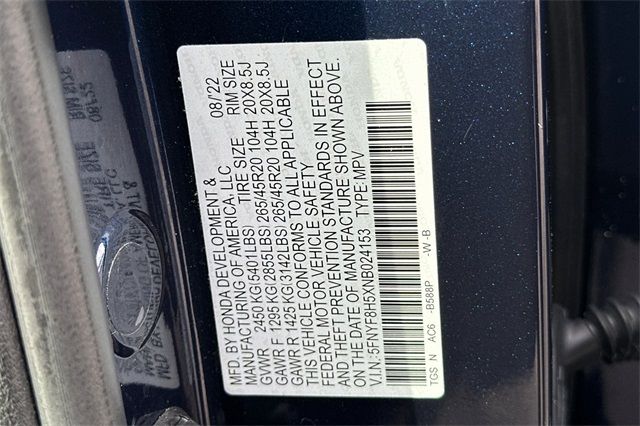 MFD. BY HONDA DEVELOPMENT & 08/'22
MANUFACTURING OF AMERICA, LLC
TIRE SIZE RIM SIZE
GVWR 2450 KG(5401LBS)
GAWR F 1295 KG(2855LBS) 265/45R20 104H 20X8.5J
GAWR R 1425 KG(3142LBS) 265/45R20 104H 20X8.5J
THIS VEHICLE CONFORMS TO ALL APPLICABLE
FEDERAL MOTOR VEHICLE SAFETY
AND THEFT PREVENTION STANDARDS IN EFFECT
ON THE DATE OF MANUFACTURE SHOWN ABOVE.
V.I.N: 5FNYF8H5XNB024153 TYPE: MPV
TGS N AC6 -B588P -W -B